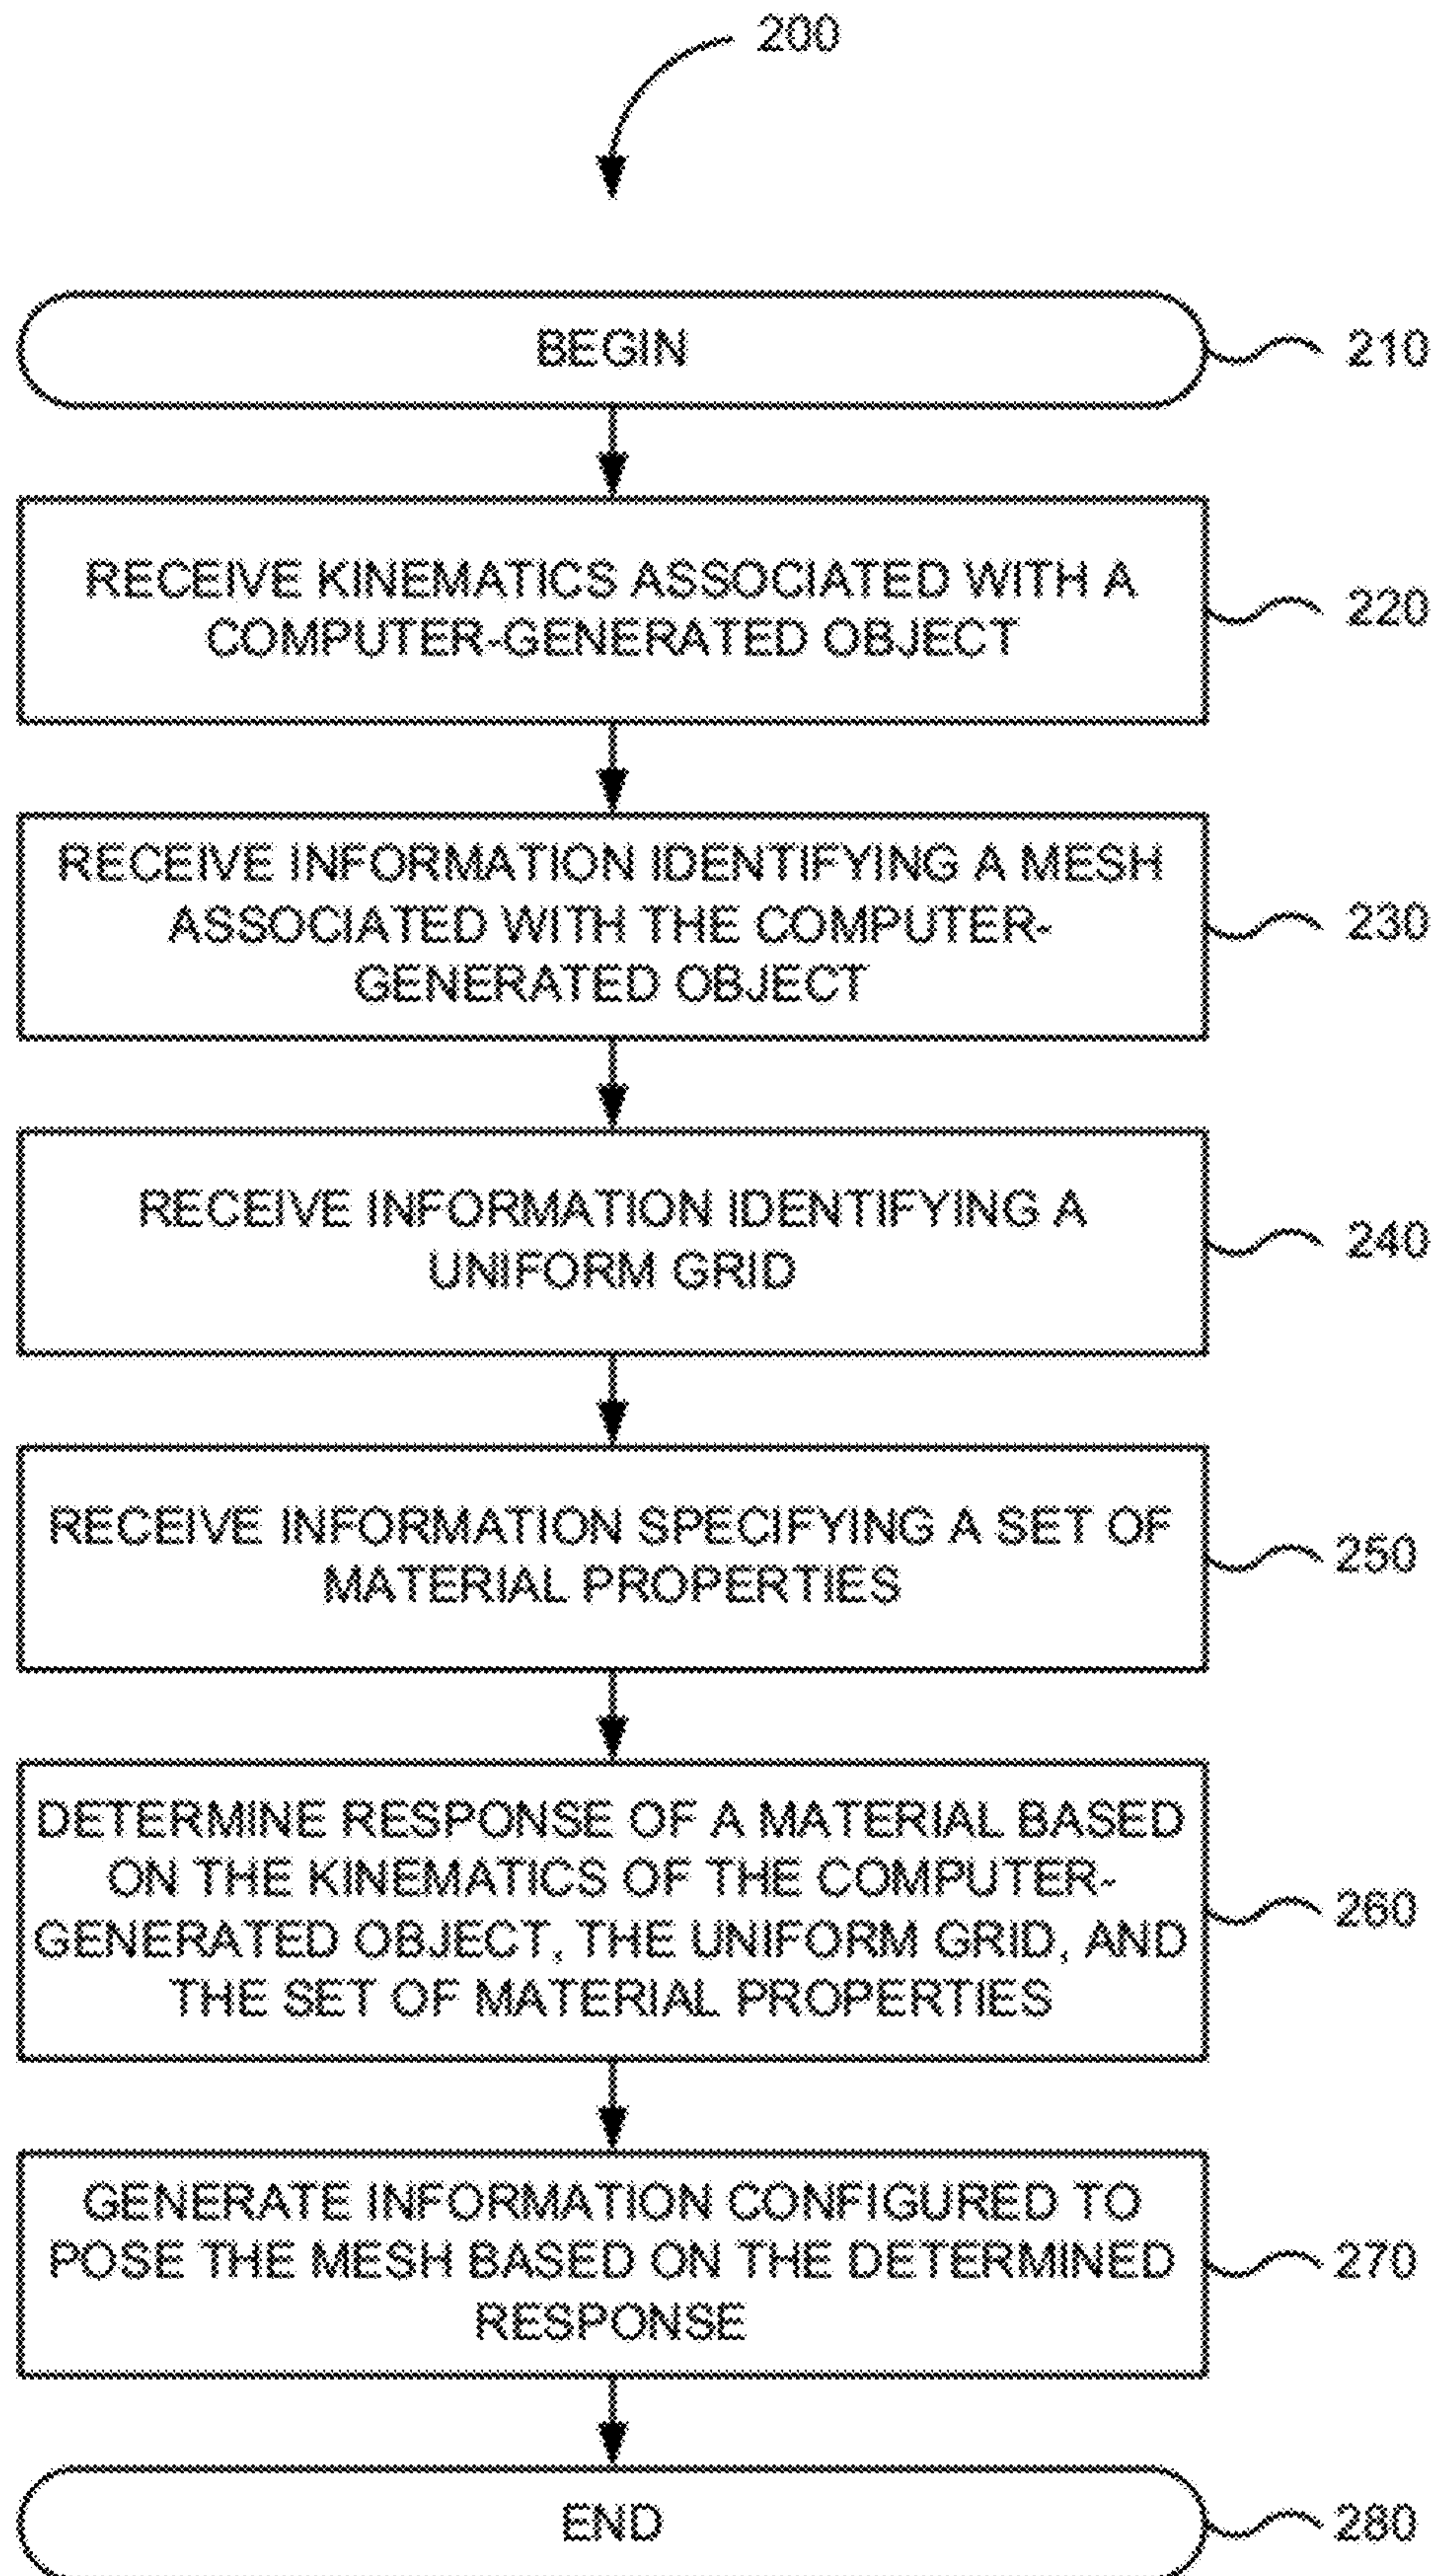 200
BEGIN
210
RECEIVE KINEMATICS ASSOCIATED WITH A
COMPUTER-GENERATED OBJECT
220
RECEIVE INFORMATION IDENTIFYING A MESH
ASSOCIATED WITH THE COMPUTER-
GENERATED OBJECT
230
RECEIVE INFORMATION IDENTIFYING A
UNIFORM GRID
240
RECEIVE INFORMATION SPECIFYING A SET OF
MATERIAL PROPERTIES
250
DETERMINE RESPONSE OF A MATERIAL BASED
ON THE KINEMATICS OF THE COMPUTER-
GENERATED OBJECT, THE UNIFORM GRID, AND
THE SET OF MATERIAL PROPERTIES
260
GENERATE INFORMATION CONFIGURED TO
POSE THE MESH BASED ON THE DETERMINED
RESPONSE
270
END
280